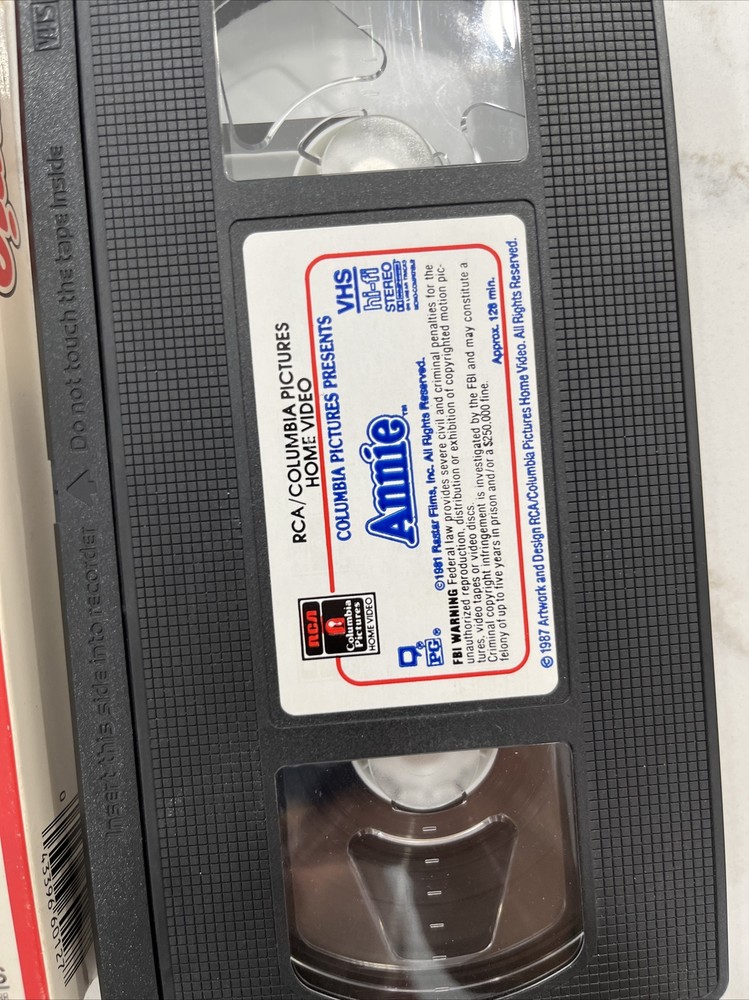 VHS
Do not touch the tape inside
Insert this side into recorder
RCA/COLUMBIA PICTURES
HOME VIDEO
RCA
Columbia
Pictures
HOME VIDEO
COLUMBIA PICTURES PRESENTS
VHS
hi-fi
STEREO
Annie™
PG®
©1981 Rastar Films, Inc. All Rights Reserved.
FBI WARNING Federal law provides severe civil and criminal penalties for the
unauthorized reproduction, distribution or exhibition of copyrighted motion pic-
tures, video tapes or video discs.
Criminal copyright infringement is investigated by the FBI and may constitute a
felony of up to five years in prison and/or a $250,000 fine.
Approx. 128 min.
©1987 Artwork and Design RCA/Columbia Pictures Home Video. All Rights Reserved.